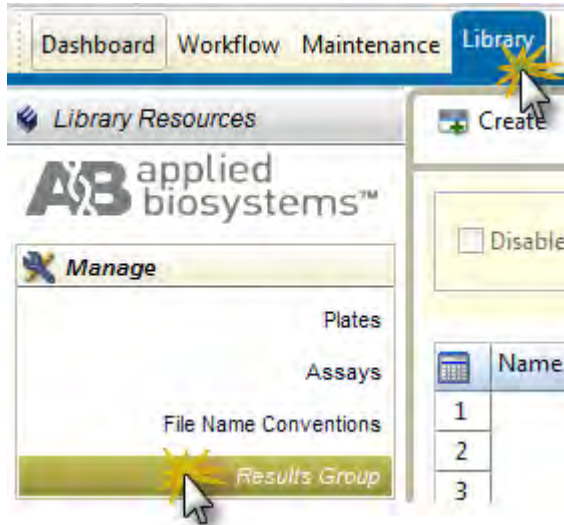 Dashboard Workflow Maintenance Library
Library Resources
Create
AB applied
biosystems™
Disable
Manage
Plates
Name
Assays
1
File Name Conventions
2
Results Group
3